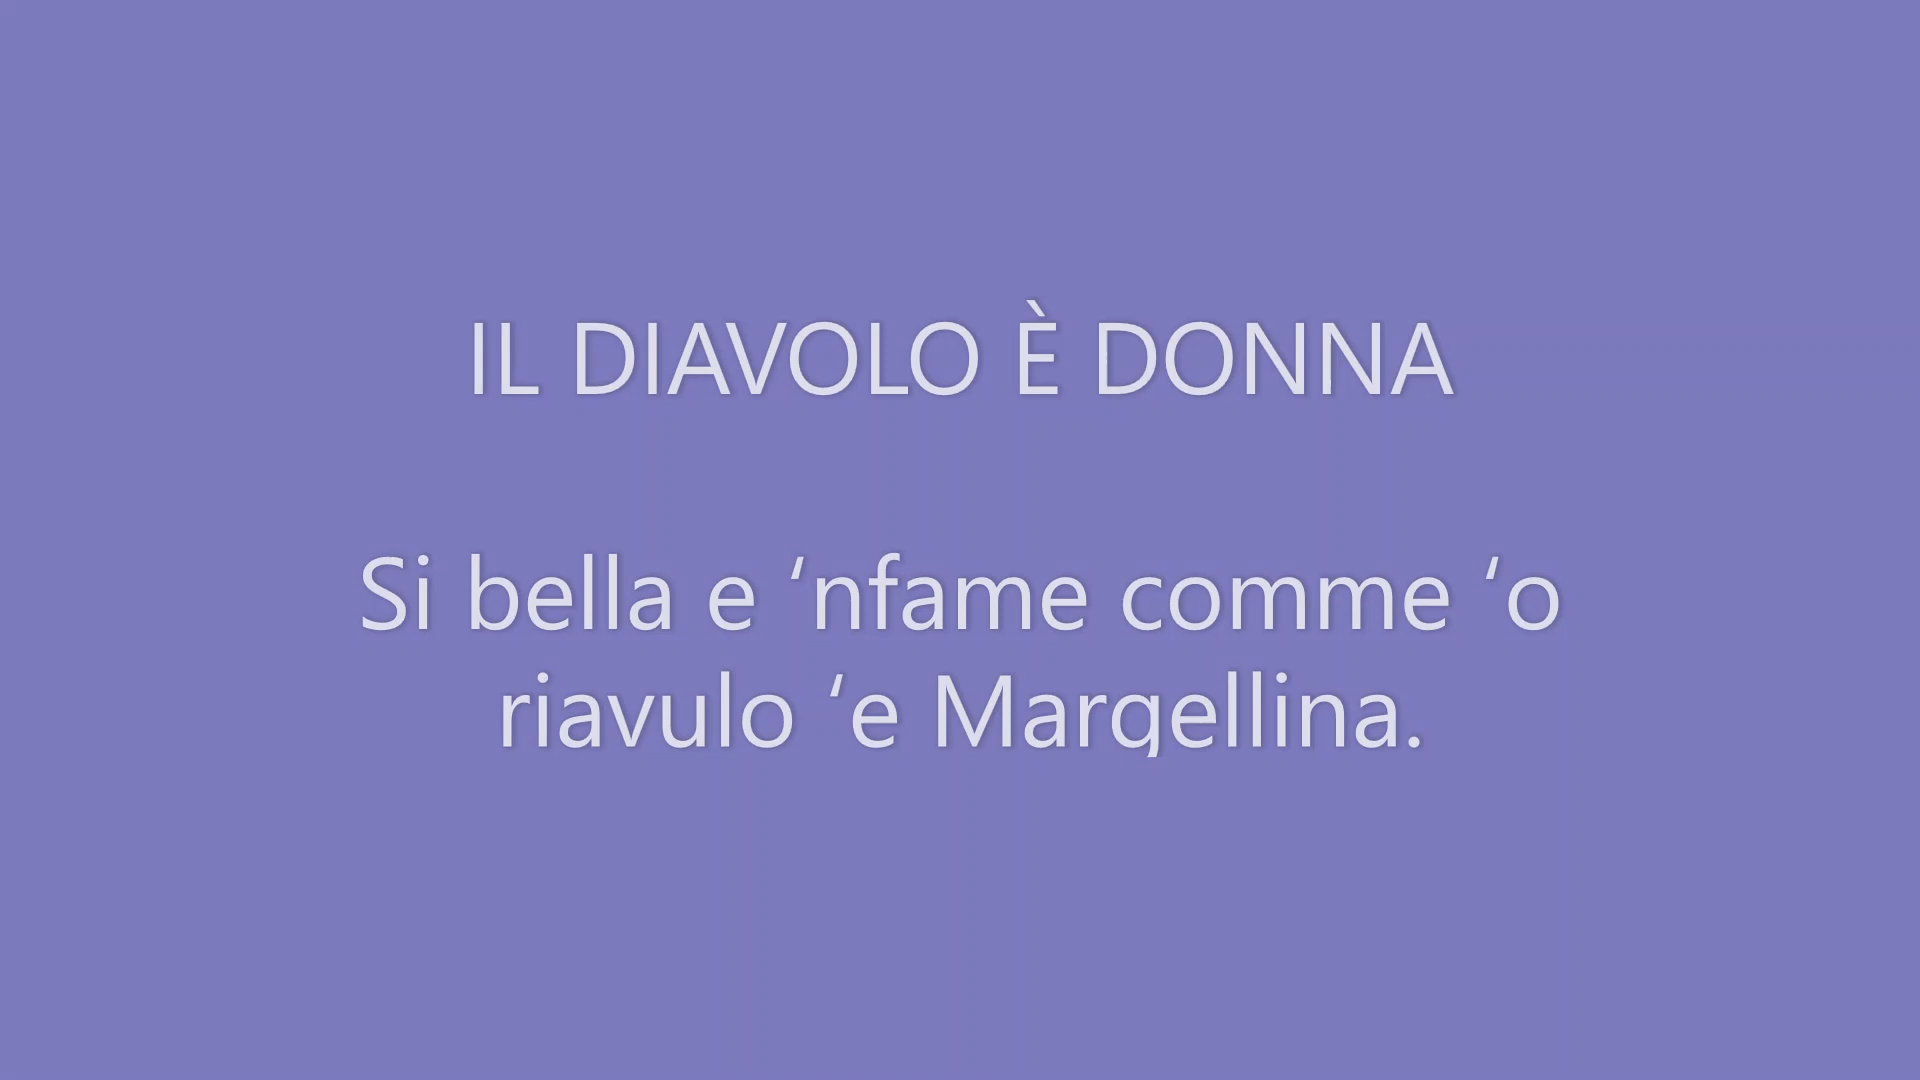 IL DIAVOLO È DONNA
Si bella e ‘nfame comme ‘o
riavulo ‘e Margellina.